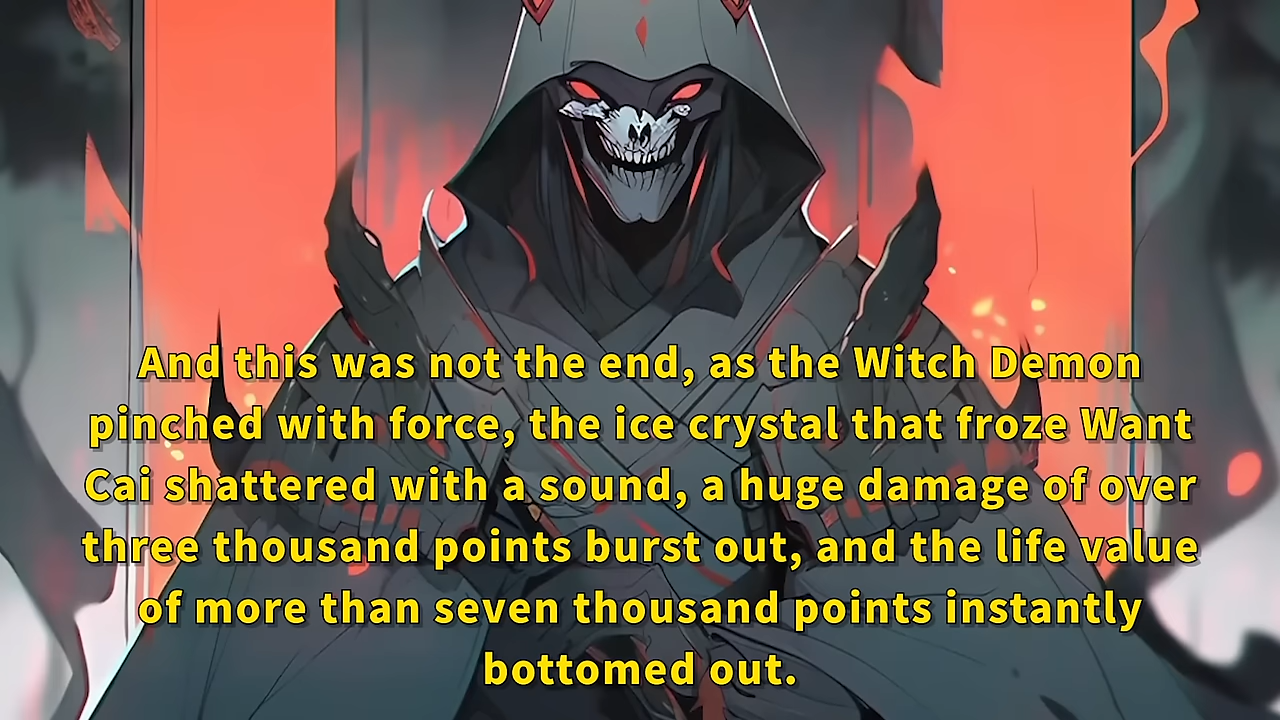 And this was not the end, as the Witch Demon
pinched with force, the ice crystal that froze Want
Cai shattered with a sound, a huge damage of over
three thousand points burst out, and the life value
of more than seven thousand points instantly
bottomed out.